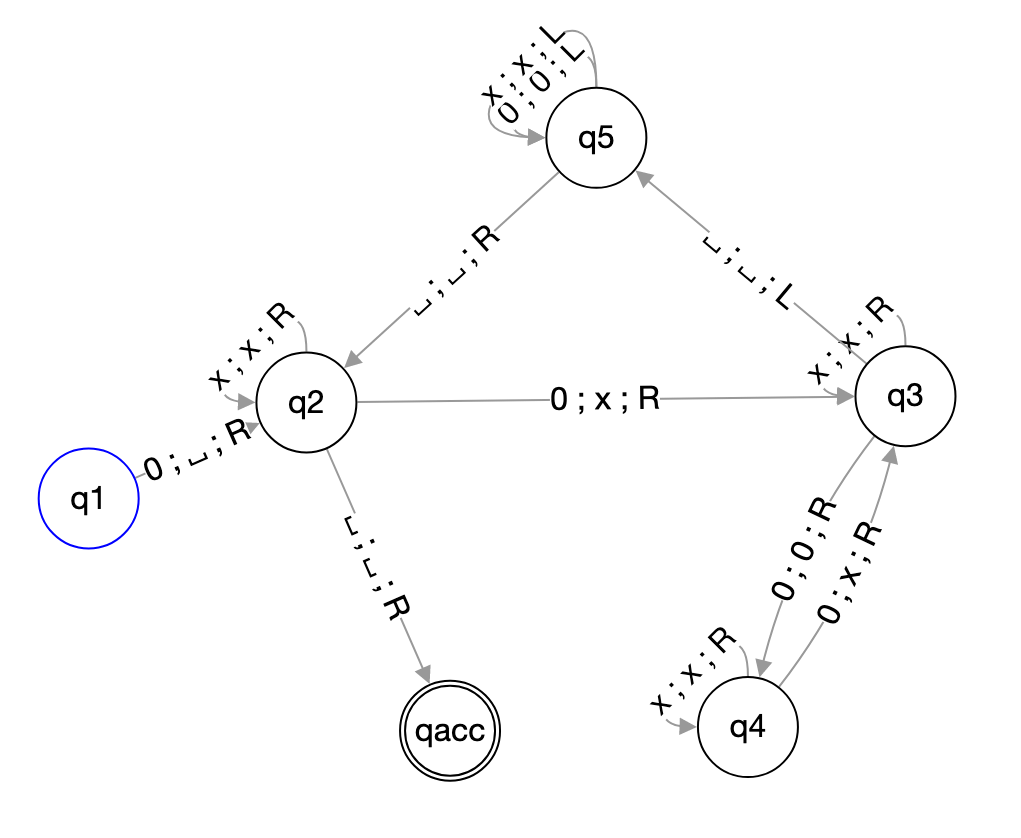 x ; x ; L
0 ; 0 ; L
q5
␣ ; ␣ ; R
␣ ; ␣ ; L
x ; x ; R
x ; x ; R
q2
0 ; x ; R
q3
0 ; ␣ ; R
q1
␣ ; ␣ ; R
0 ; 0 ; R
0 ; x ; R
x ; x ; R
qacc
q4